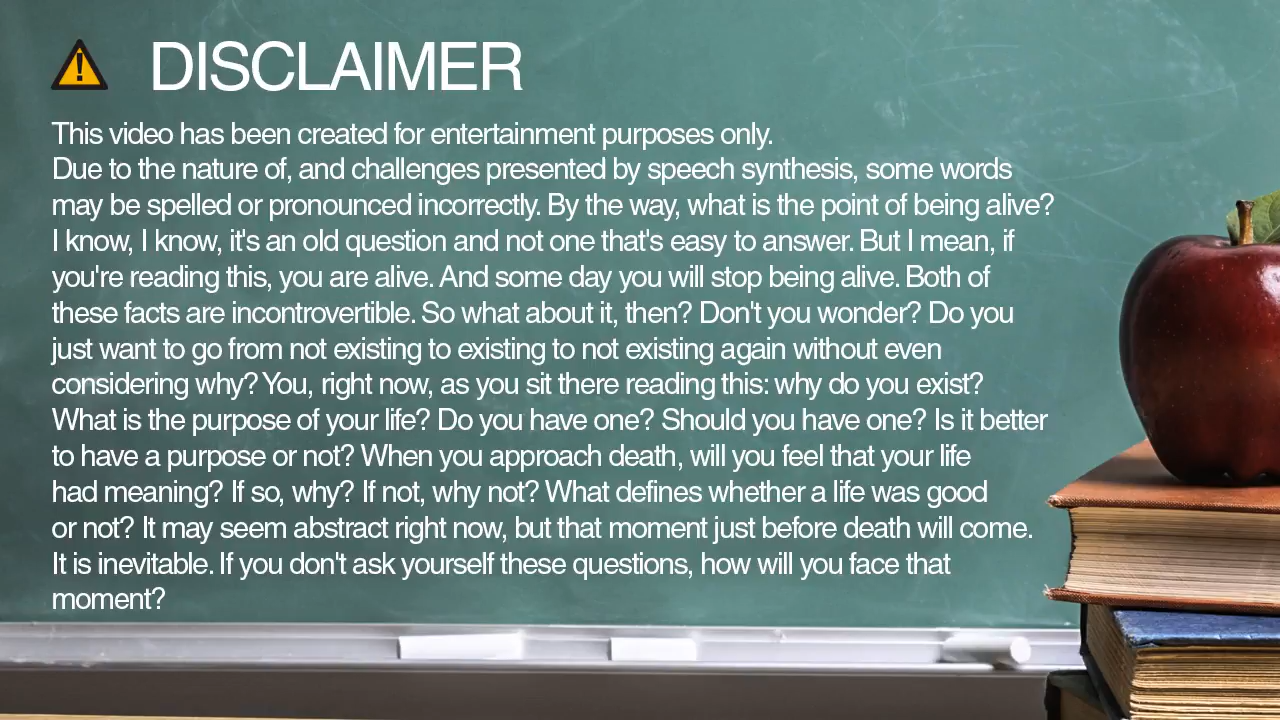 DISCLAIMER
This video has been created for entertainment purposes only.
Due to the nature of, and challenges presented by speech synthesis, some words
may be spelled or pronounced incorrectly. By the way, what is the point of being alive?
I know, I know, it's an old question and not one that's easy to answer. But I mean, if
you're reading this, you are alive. And some day you will stop being alive. Both of
these facts are incontrovertible. So what about it, then? Don't you wonder? Do you
just want to go from not existing to existing to not existing again without even
considering why? You, right now, as you sit there reading this: why do you exist?
What is the purpose of your life? Do you have one? Should you have one? Is it better
to have a purpose or not? When you approach death, will you feel that your life
had meaning? If so, why? If not, why not? What defines whether a life was good
or not? It may seem abstract right now, but that moment just before death will come.
It is inevitable. If you don't ask yourself these questions, how will you face that
moment?